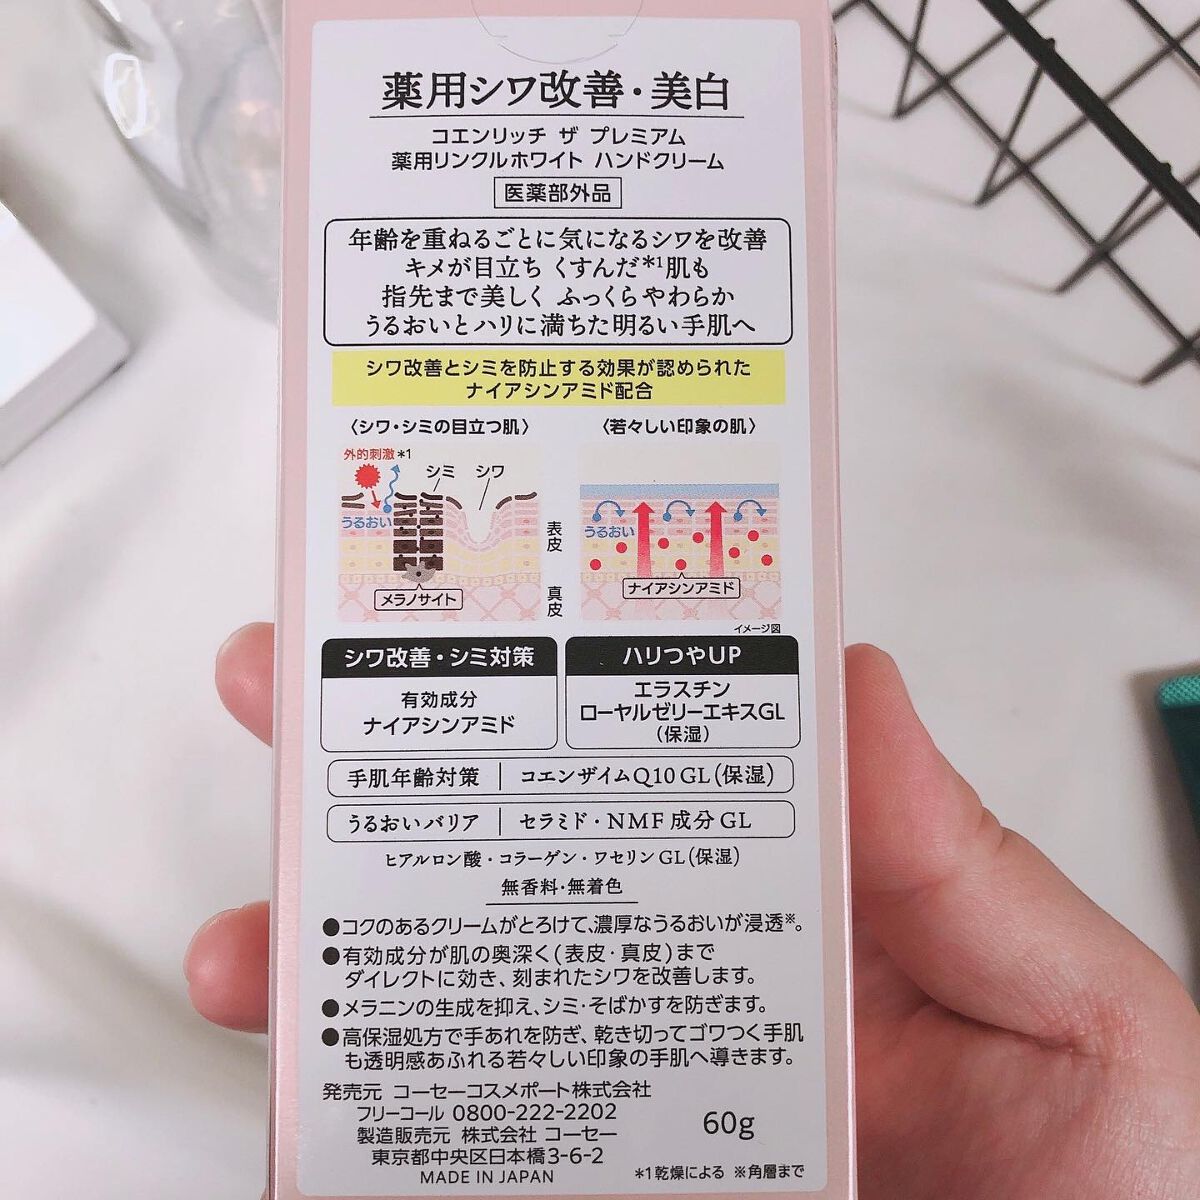 薬用シワ改善・美白
コエンリッチ ザ プレミアム
薬用リンクルホワイト ハンドクリーム
医薬部外品
年齢を重ねるごとに気になるシワを改善
キメが目立ち くすんだ*1肌も
指先まで美しく ふっくらやわらか
うるおいとハリに満ちた明るい手肌へ
シワ改善とシミを防止する効果が認められた
ナイアシンアミド配合
〈シワ・シミの目立つ肌〉
外的刺激*1
シミ シワ
うるおい
メラノサイト
表皮
真皮
〈若々しい印象の肌〉
うるおい
ナイアシンアミド
イメージ図
シワ改善・シミ対策
有効成分
ナイアシンアミド
ハリつやUP
エラスチン
ローヤルゼリーエキスGL
(保湿)
手肌年齢対策 コエンザイムQ10 GL(保湿)
うるおいバリア セラミド・NMF 成分 GL
ヒアルロン酸・コラーゲン・ワセリン GL(保湿)
無香料・無着色
●コクのあるクリームがとろけて、濃厚なうるおいが浸透※。
●有効成分が肌の奥深く(表皮・真皮)まで
ダイレクトに効き、刻まれたシワを改善します。
●メラニンの生成を抑え、シミ・そばかすを防ぎます。
●高保湿処方で手あれを防ぎ、乾き切ってゴワつく手肌
も透明感あふれる若々しい印象の手肌へ導きます。
発売元 コーセーコスメポート株式会社
フリーコール 0800-222-2202
製造販売元 株式会社 コーセー
東京都中央区日本橋3-6-2
MADE IN JAPAN
60g
*1乾燥による ※角層まで